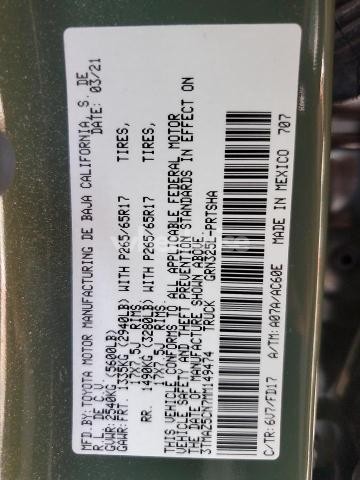 MFD.BY:TOYOTA MOTOR MANUFACTURING DE BAJA CALIFORNIA, S. DE
R. L. DE C.V. DATE: 03/21
GVWR: 2540KG (5600LB)
GAWR: FRT. 1335KG (2940LB) WITH P265/65R17 TIRES,
17X7.5J RIMS
RR. 1490KG (3280LB) WITH P265/65R17 TIRES,
17X7.5J RIMS
THIS VEHICLE CONFORMS TO ALL APPLICABLE FEDERAL MOTOR
VEHICLE SAFETY AND THEFT PREVENTION STANDARDS IN EFFECT ON
THE DATE OF MANUFACTURE SHOWN ABOVE.
3TMAZ5CN7MM149474 TRUCK GRN325L-PRTSHA
C/TR: 6V7/FD17 A/TM: A07A/AC60E MADE IN MEXICO 707